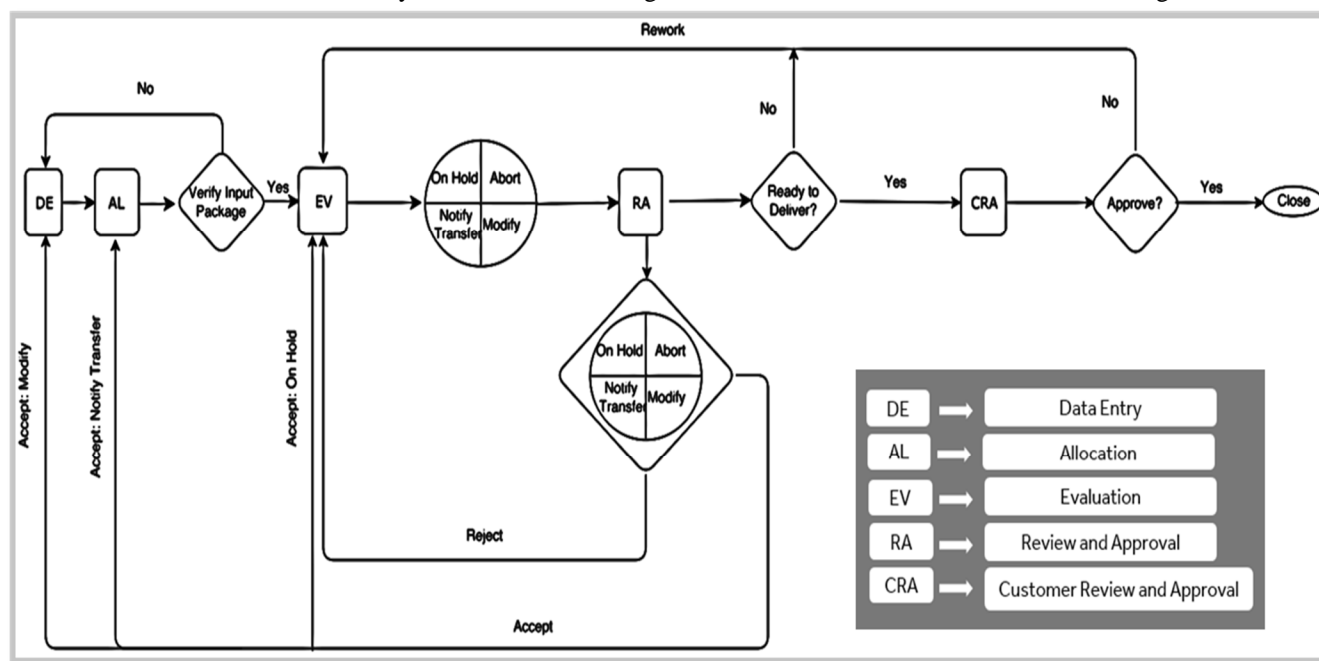 Rework
No
No
No
DE
AL
Verify Input
Package
Yes
EV
On Hold
Abort
Notify
Transfer
Modify
RA
Ready to
Deliver?
Yes
CRA
Approve?
Yes
Close
Accept: Modify
Accept: Notify Transfer
Accept: On Hold
On Hold
Abort
Notify
Transfer
Modify
Reject
Accept
DE
Data Entry
AL
Allocation
EV
Evaluation
RA
Review and Approval
CRA
Customer Review and Approval